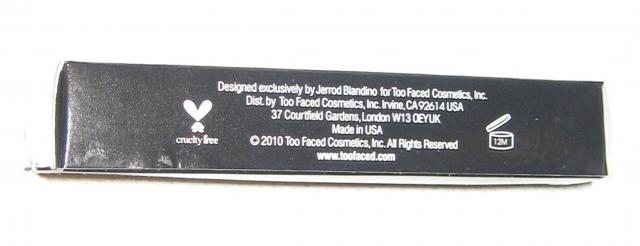 Designed exclusively by Jerrod Blandino for Too Faced Cosmetics, Inc.
Dist. by Too Faced Cosmetics, Inc. Irvine, CA 92614 USA
37 Courtfield Gardens, London W13 OEY UK
Made in USA
© 2010 Too Faced Cosmetics, Inc. All Rights Reserved
www.toofaced.com
cruelty free
12M